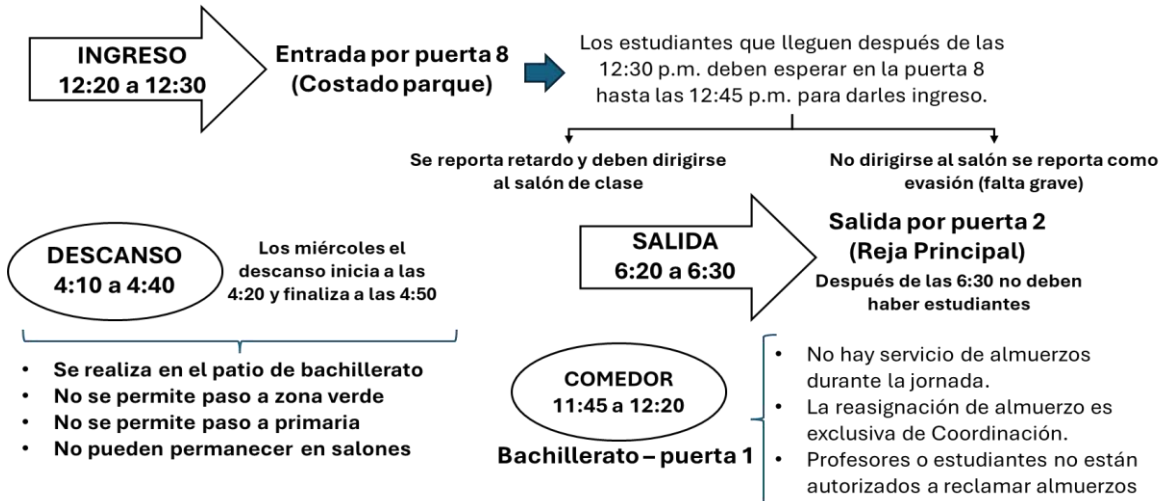 INGRESO
12:20 a 12:30
Entrada por puerta 8
(Costado parque)
Los estudiantes que lleguen después de las
12:30 p.m. deben esperar en la puerta 8
hasta las 12:45 p.m. para darles ingreso.
Se reporta retardo y deben dirigirse
al salón de clase
No dirigirse al salón se reporta como
evasión (falta grave)
DESCANSO
4:10 a 4:40
Los miércoles el
descanso inicia a las
4:20 y finaliza a las 4:50
• Se realiza en el patio de bachillerato
• No se permite paso a zona verde
• No se permite paso a primaria
• No pueden permanecer en salones
SALIDA
6:20 a 6:30
Salida por puerta 2
(Reja Principal)
Después de las 6:30 no deben
haber estudiantes
COMEDOR
11:45 a 12:20
Bachillerato – puerta 1
• No hay servicio de almuerzos
durante la jornada.
• La reasignación de almuerzo es
exclusiva de Coordinación.
• Profesores o estudiantes no están
autorizados a reclamar almuerzos